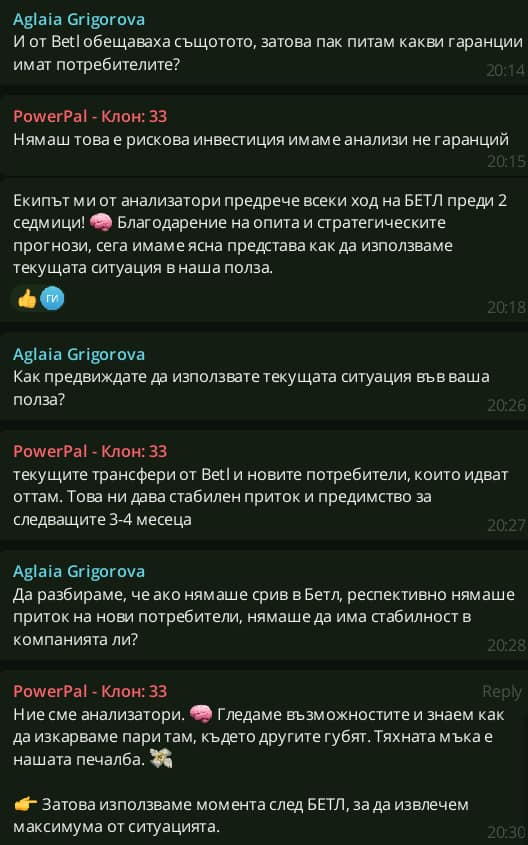 Aglaia Grigorova
И от Betl обещаваха същотото, затова пак питам какви гаранции
имат потребителите?
20:14
PowerPal - Клон: 33
Нямаш това е рискова инвестиция имаме анализи не гаранций
20:15
Екипът ми от анализатори предрече всеки ход на БЕТЛ преди 2
седмици! 🧠 Благодарение на опита и стратегическите
прогнози, сега имаме ясна представа как да използваме
текущата ситуация в наша полза.
👍 ГИ
20:18
Aglaia Grigorova
Как предвиждате да използвате текущата ситуация във ваша
полза?
20:26
PowerPal - Клон: 33
текущите трансфери от Betl и новите потребители, които идват
оттам. Това ни дава стабилен приток и предимство за
следващите 3-4 месеца
20:27
Aglaia Grigorova
Да разбираме, че ако нямаше срив в Бетл, респективно нямаше
приток на нови потребители, нямаше да има стабилност в
компанията ли?
20:28
PowerPal - Клон: 33 Reply
Ние сме анализатори. 🧠 Гледаме възможностите и знаем как
да изкарваме пари там, където другите губят. Тяхната мъка е
нашата печалба. 💸
👉 Затова използваме момента след БЕТЛ, за да извлечем
максимума от ситуацията.
20:30